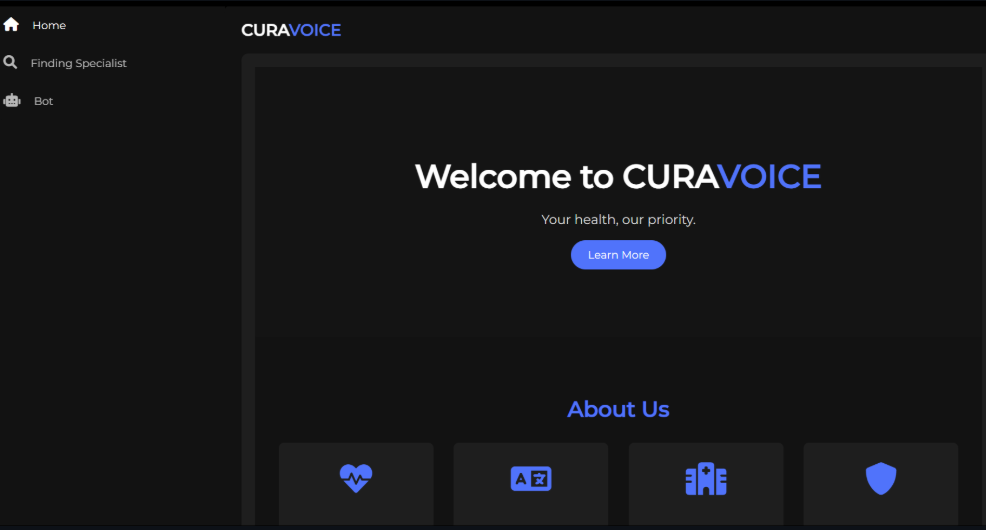 Home
Finding Specialist
Bot
CURAVOICE
Welcome to CURAVOICE
Your health, our priority.
Learn More
About Us
A